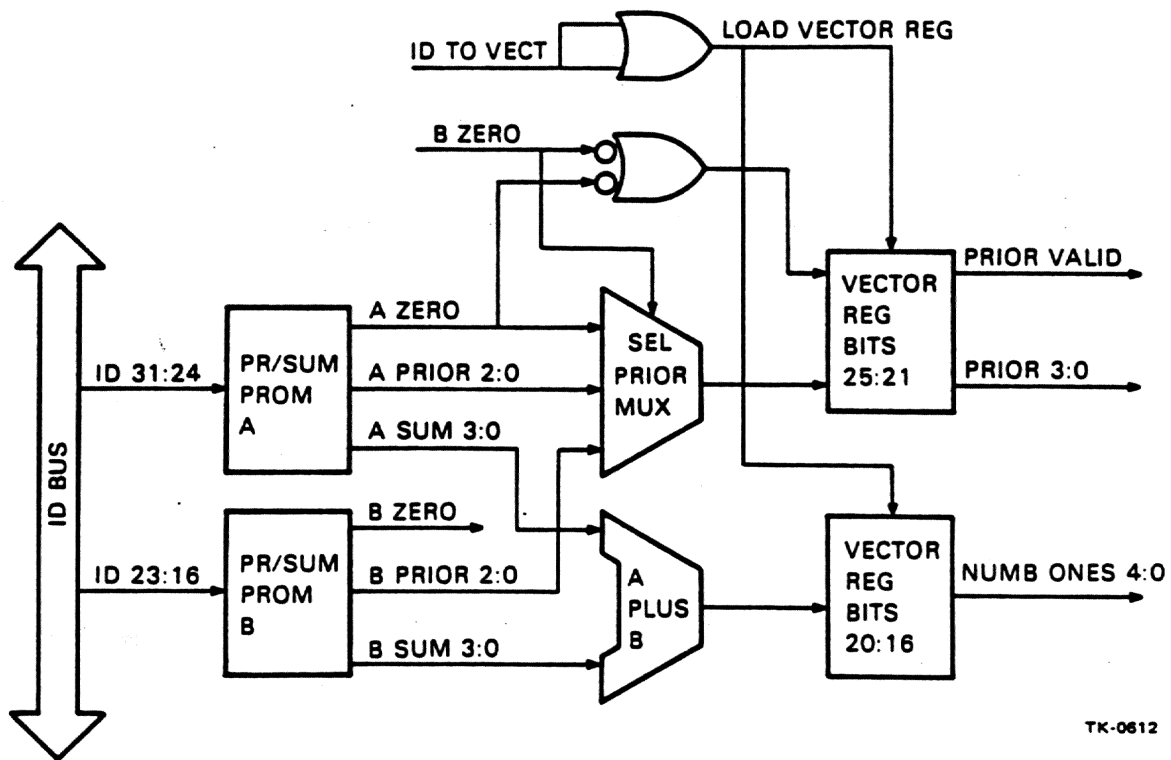 ID TO VECT
LOAD VECTOR REG
B ZERO
ID BUS
ID 31:24
PR/SUM
PROM
A
A ZERO
A PRIOR 2:0
A SUM 3:0
SEL
PRIOR
MUX
VECTOR
REG
BITS
25:21
PRIOR VALID
PRIOR 3:0
ID 23:16
PR/SUM
PROM
B
B ZERO
B PRIOR 2:0
B SUM 3:0
A
PLUS
B
VECTOR
REG
BITS
20:16
NUMB ONES 4:0
TK-0612